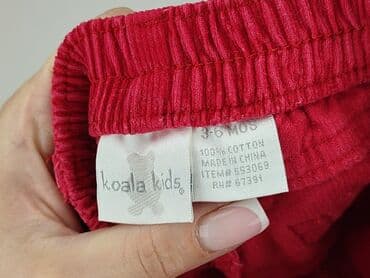 koala kids
3-6 MOS
100% COTTON
MADE IN CHINA
ITEM# 653069
RN# 67391